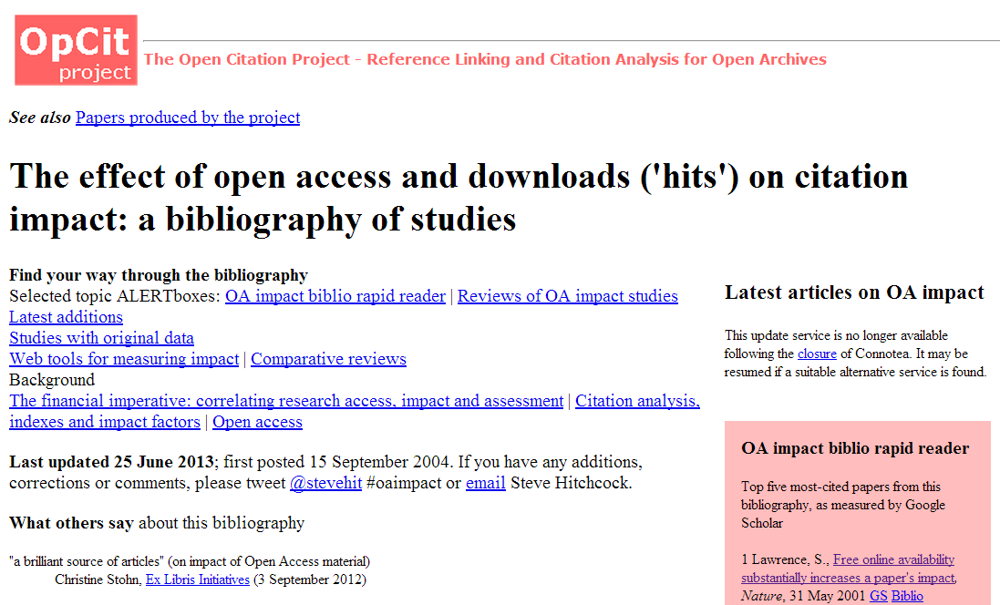 OpCit
project
The Open Citation Project - Reference Linking and Citation Analysis for Open Archives
See also Papers produced by the project
The effect of open access and downloads ('hits') on citation
impact: a bibliography of studies
Find your way through the bibliography
Selected topic ALERTboxes: OA impact biblio rapid reader | Reviews of OA impact studies
Latest additions
Studies with original data
Web tools for measuring impact | Comparative reviews
Background
The financial imperative: correlating research access, impact and assessment | Citation analysis,
indexes and impact factors | Open access
Last updated 25 June 2013; first posted 15 September 2004. If you have any additions,
corrections or comments, please tweet @stevehit #oaimpact or email Steve Hitchcock.
What others say about this bibliography
"a brilliant source of articles" (on impact of Open Access material)
Christine Stohn, Ex Libris Initiatives (3 September 2012)
Latest articles on OA impact
This update service is no longer available
following the closure of Connotea. It may be
resumed if a suitable alternative service is found.
OA impact biblio rapid reader
Top five most-cited papers from this
bibliography, as measured by Google
Scholar
1 Lawrence, S., Free online availability
substantially increases a paper's impact,
Nature, 31 May 2001 GS Biblio